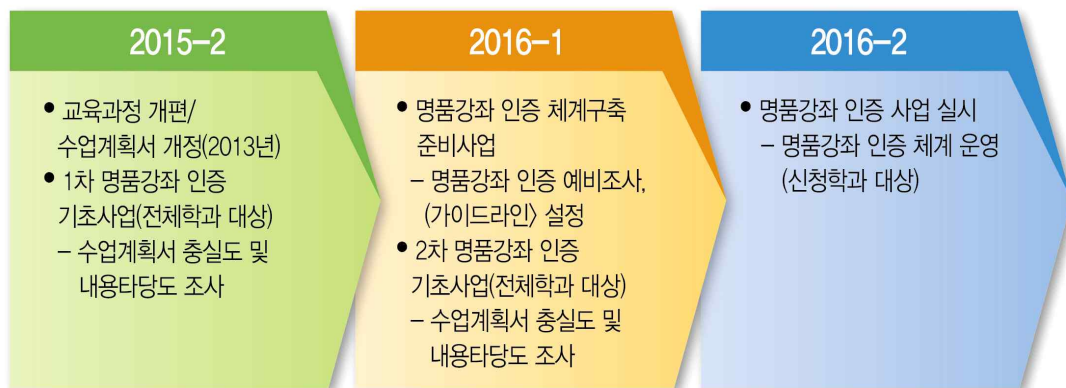 2015-2
• 교육과정 개편/
수업계획서 개정(2013년)
• 1차 명품강좌 인증
기초사업(전체학과 대상)
– 수업계획서 충실도 및
내용타당도 조사
2016-1
• 명품강좌 인증 체계구축
준비사업
– 명품강좌 인증 예비조사,
(가이드라인〉 설정
• 2차 명품강좌 인증
기초사업(전체학과 대상)
– 수업계획서 충실도 및
내용타당도 조사
2016-2
• 명품강좌 인증 사업 실시
– 명품강좌 인증 체계 운영
(신청학과 대상)